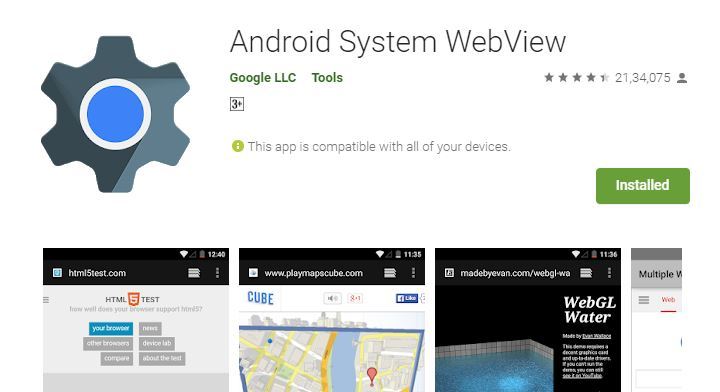 Android System WebView
Google LLC Tools
21,34,075
3+
This app is compatible with all of your devices.
Installed
12:40
html5test.com
HTML 5 TEST
how well does your browser support html5?
your browser news
other browsers device lab
compare about the test
11:35
www.playmapscube.com
CUBE
Like
11:36
madebyevan.com/webgl-wa
WebGL
Water
Made by Evan Wallace
This demo requires a
decent graphics card
and up-to-date drivers.
If you can't run the
demo, you can still
see it on YouTube.
Multiple W
Web